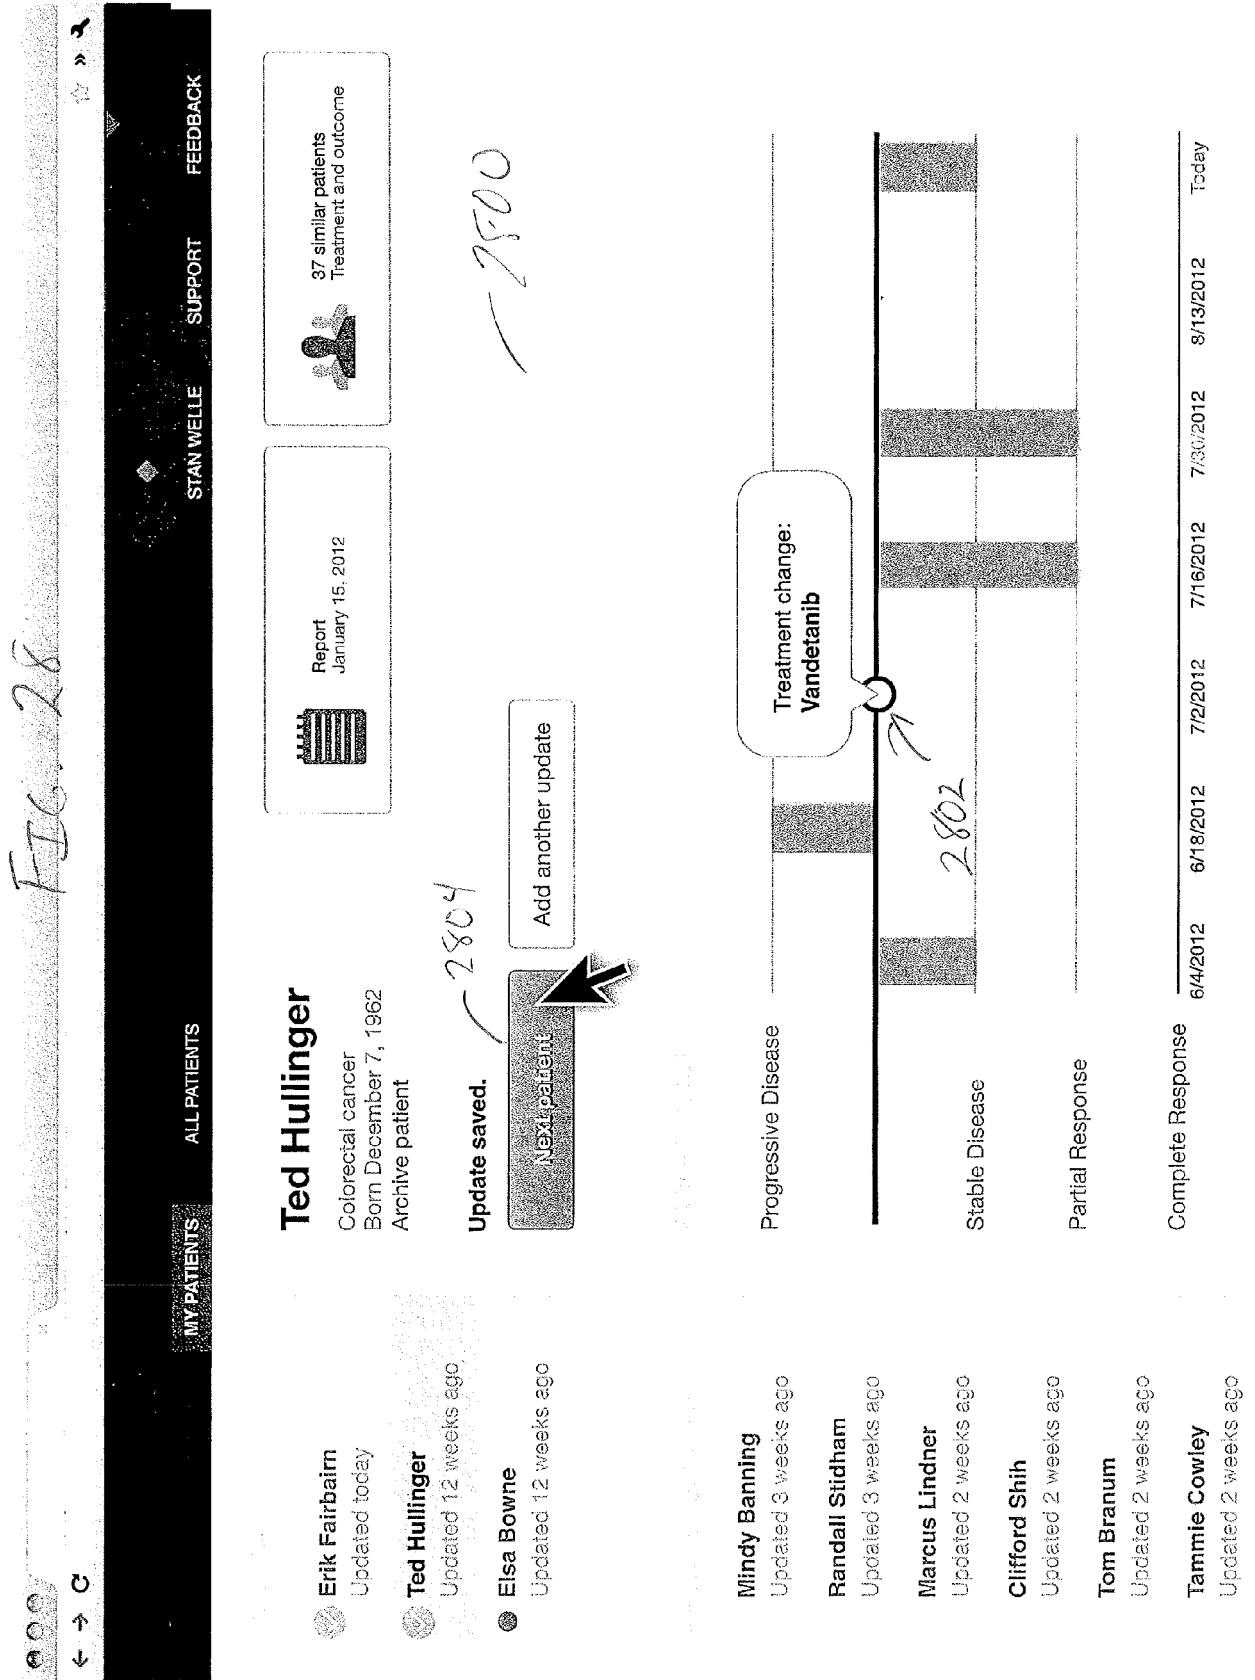 FIG. 28
MY PATIENTS
ALL PATIENTS
STAN WELLE
SUPPORT
FEEDBACK
Erik Fairbairn
Updated today
Ted Hullinger
Updated 12 weeks ago
Elsa Bowne
Updated 12 weeks ago
Mindy Banning
Updated 3 weeks ago
Randall Stidham
Updated 3 weeks ago
Marcus Lindner
Updated 2 weeks ago
Clifford Shih
Updated 2 weeks ago
Tom Branum
Updated 2 weeks ago
Tammie Cowley
Updated 2 weeks ago
Ted Hullinger
Colorectal cancer
Born December 7, 1962
Archive patient
Report
January 15, 2012
37 similar patients
Treatment and outcome
Update saved.
2804
2800
Next patient
Add another update
Progressive Disease
Treatment change:
Vandetanib
2802
Stable Disease
Partial Response
Complete Response
6/4/2012
6/18/2012
7/2/2012
7/16/2012
7/30/2012
8/13/2012
Today